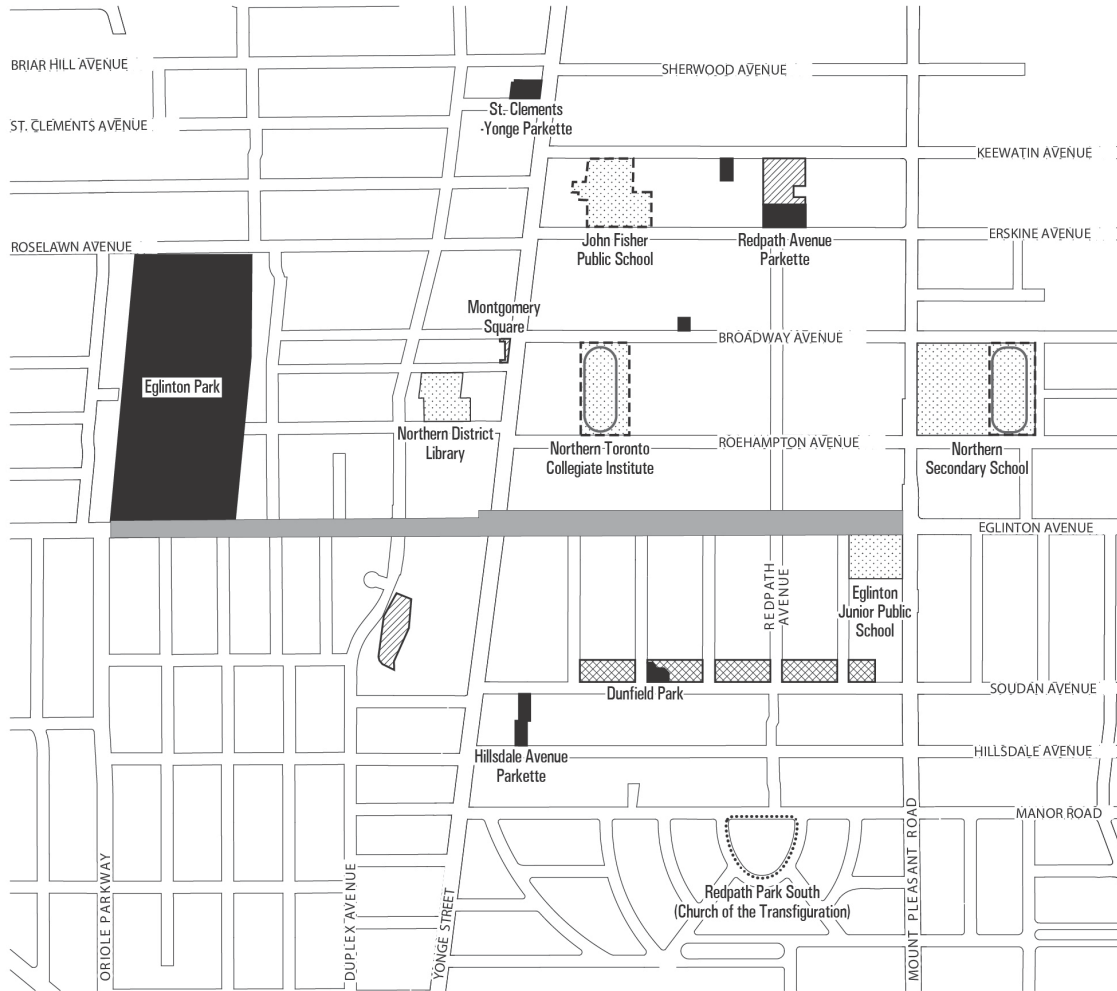 BRIAR HILL AVENUE
SHERWOOD AVENUE
St. Clements
-Yonge Parkette
ST. CLEMENTS AVENUE
KEEWATIN AVENUE
ROSELAWN AVENUE
John Fisher
Public School
Redpath Avenue
Parkette
ERSKINE AVENUE
Montgomery
Square
BROADWAY AVENUE
Eglinton Park
Northern District
Library
Northern Toronto
Collegiate Institute
ROEHAMPTON AVENUE
Northern
Secondary School
EGLINTON AVENUE
REDPATH
AVENUE
Eglinton
Junior Public
School
Dunfield Park
SOUDAN AVENUE
Hillsdale Avenue
Parkette
HILLSDALE AVENUE
MANOR ROAD
ORIOLE PARKWAY
DUPLEX AVENUE
YONGE STREET
Redpath Park South
(Church of the Transfiguration)
MOUNT PLEASANT ROAD